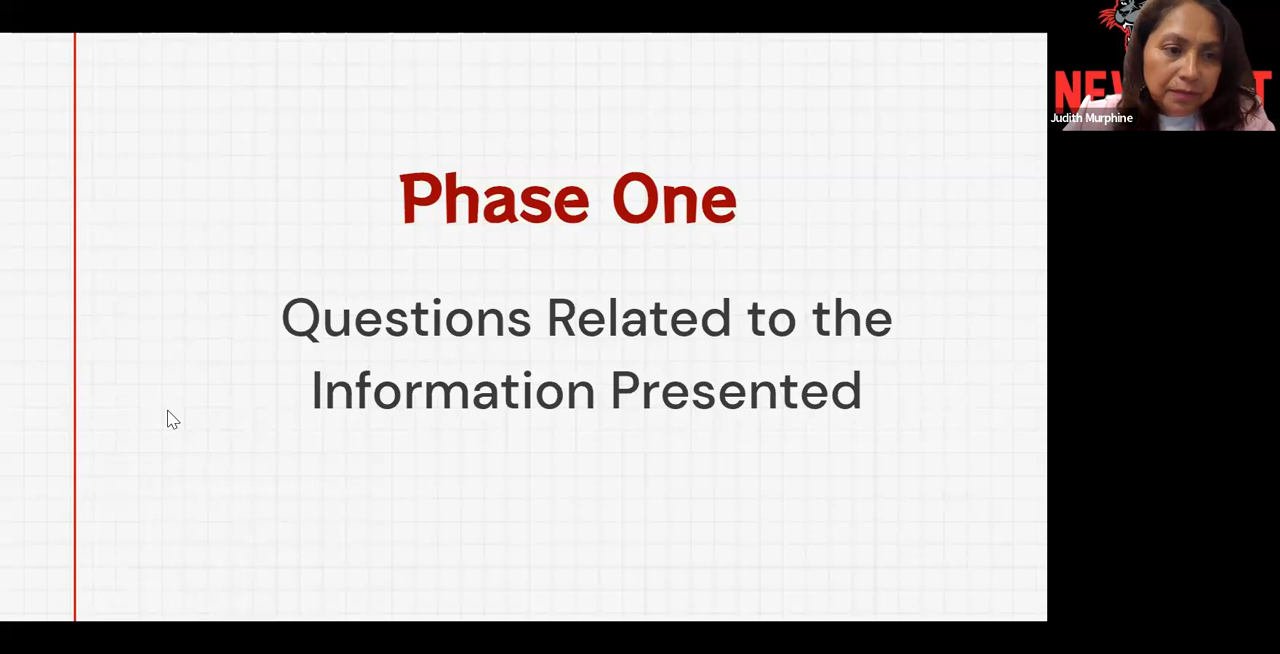 Phase One
Questions Related to the
Information Presented
Judith Murphine